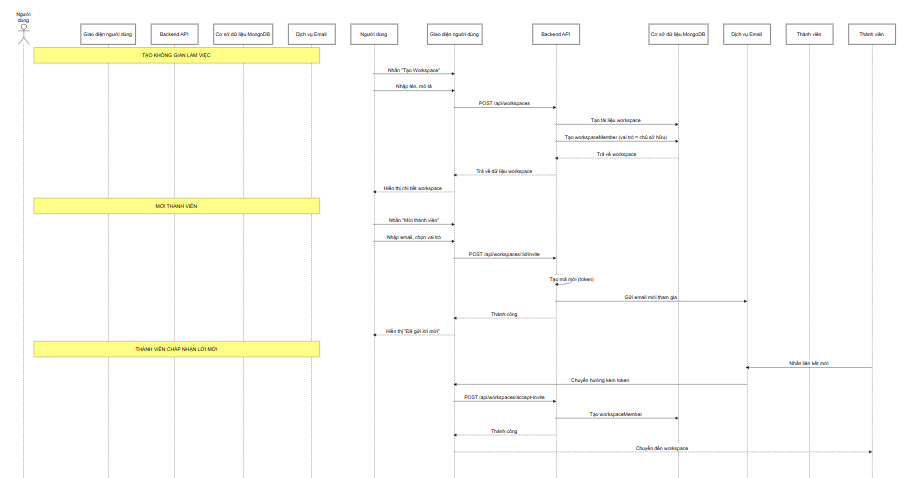 Người
dùng
Giao diện người dùng
Backend API
Cơ sở dữ liệu MongoDB
Dịch vụ Email
Người dùng
Giao diện người dùng
Backend API
Cơ sở dữ liệu MongoDB
Dịch vụ Email
Thành viên
Thành viên
TẠO KHÔNG GIAN LÀM VIỆC
Nhấn "Tạo Workspace"
Nhập tên, mô tả
POST /api/workspaces
Tạo tài liệu workspace
Tạo workspaceMember (vai trò = chủ sở hữu)
Trả về workspace
Trả về dữ liệu workspace
Hiển thị chi tiết workspace
MỜI THÀNH VIÊN
Nhấn "Mời thành viên"
Nhập email, chọn vai trò
POST /api/workspaces/:id/invite
Tạo mã mời (token)
Gửi email mời tham gia
Thành công
Hiển thị "Đã gửi lời mời"
THÀNH VIÊN CHẤP NHẬN LỜI MỜI
Nhấn liên kết mời
Chuyển hướng kèm token
POST /api/workspaces/accept-invite
Tạo workspaceMember
Thành công
Chuyển đến workspace